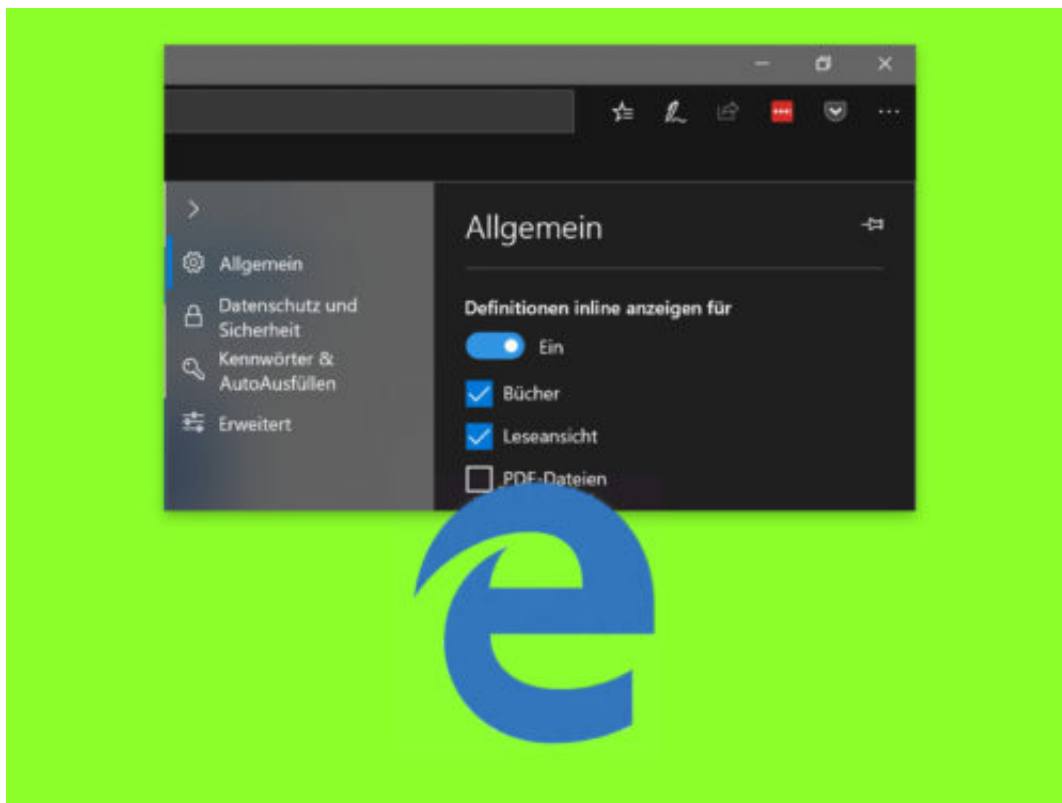 Allgemein
Datenschutz und
Sicherheit
Kennwörter &
AutoAusfüllen
Erweitert
Allgemein
Definitionen inline anzeigen für
Ein
Bücher
Leseansicht
PDF-Dateien